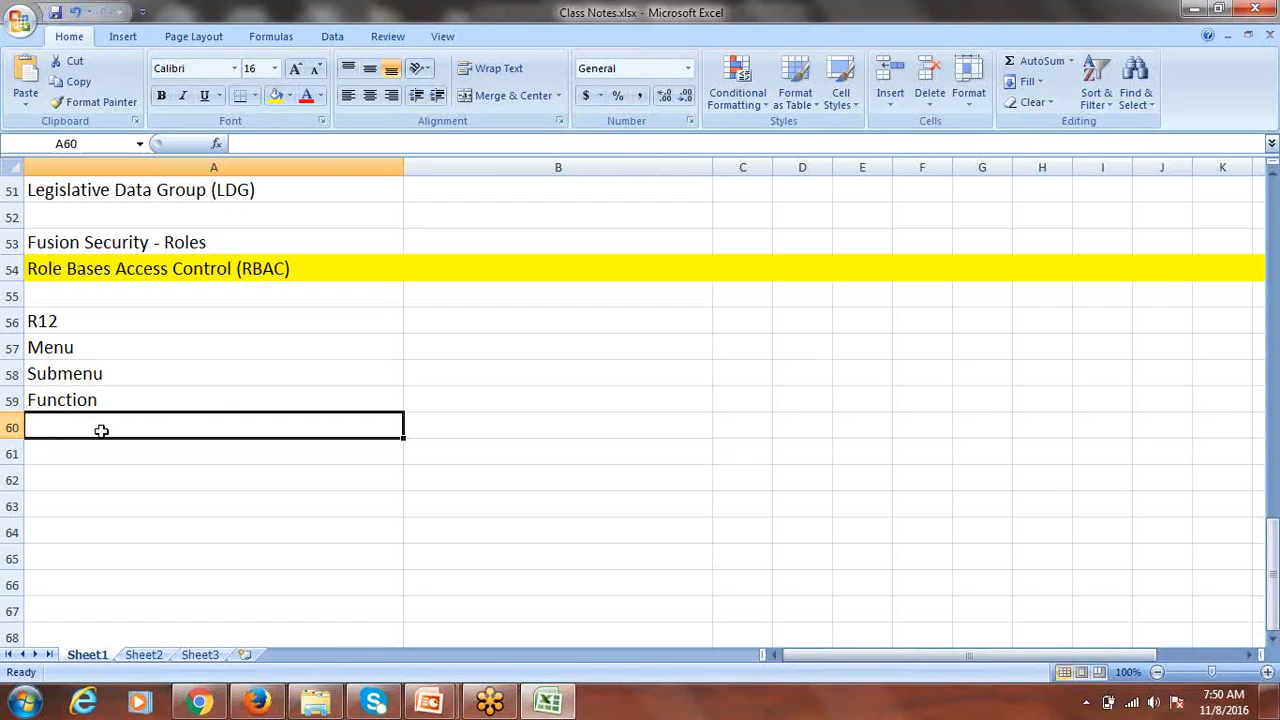 Class Notes.xlsx - Microsoft Excel
Home Insert Page Layout Formulas Data Review View
Paste Cut Copy Format Painter Clipboard
Calibri 16 A A B I U A Font
Wrap Text Merge & Center Alignment
General $ % , Number
Conditional Formatting Format as Table Cell Styles Styles
Insert Delete Format Cells
Σ AutoSum Fill Clear Sort & Filter Find & Select Editing
A60 fx
A B C D E F G H I J K
51 Legislative Data Group (LDG)
52
53 Fusion Security - Roles
54 Role Bases Access Control (RBAC)
55
56 R12
57 Menu
58 Submenu
59 Function
60
61
62
63
64
65
66
67
68
Sheet1 Sheet2 Sheet3
Ready 100%
7:50 AM
11/8/2016